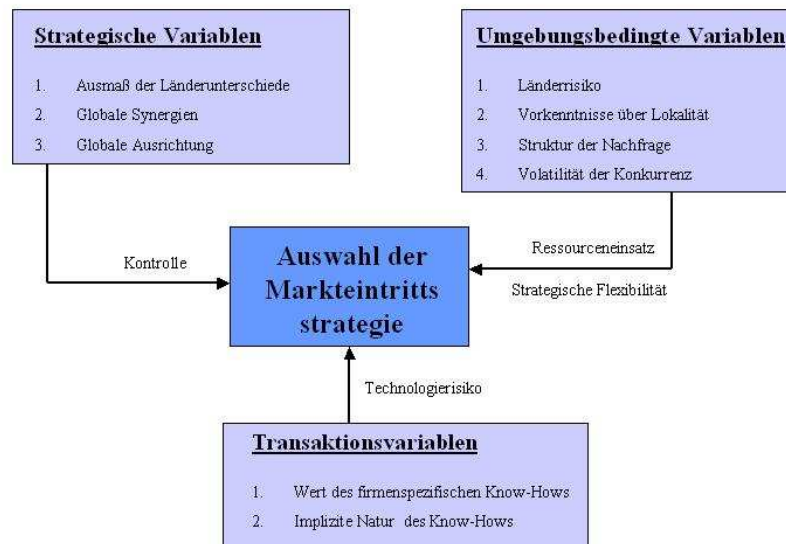 Strategische Variablen
1. Ausmaß der Länderunterschiede
2. Globale Synergien
3. Globale Ausrichtung
Umgebungsbedingte Variablen
1. Länderrisiko
2. Vorkenntnisse über Lokalität
3. Struktur der Nachfrage
4. Volatilität der Konkurrenz
Kontrolle
Auswahl der
Markteintritts
strategie
Ressourceneinsatz
Strategische Flexibilität
Technologierisiko
Transaktionsvariablen
1. Wert des firmenspezifischen Know-Hows
2. Implizite Natur des Know-Hows